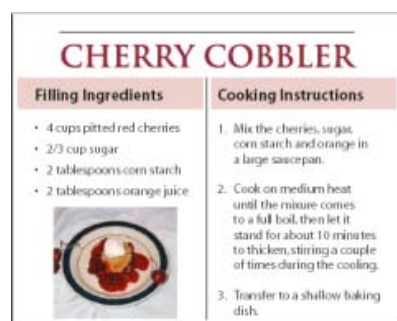 CHERRY COBBLER
Filling Ingredients
• 4 cups pitted red cherries
• 2/3 cup sugar
• 2 tablespoons corn starch
• 2 tablespoons orange juice
Cooking Instructions
1. Mix the cherries, sugar,
corn starch and orange in
a large saucepan.
2. Cook on medium heat
until the mixure comes
to a full boil, then let it
stand for about 10 minutes
to thicken, stirring a couple
of times during the cooling.
3. Transfer to a shallow baking
dish.